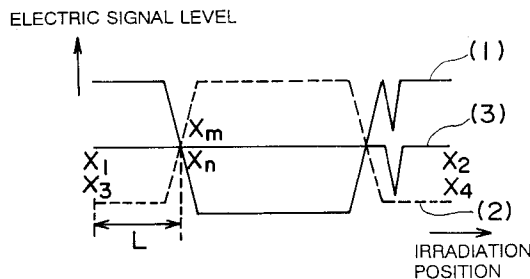 ELECTRIC SIGNAL LEVEL
(1)
(3)
Xm
X1
Xn
X2
X3
X4
(2)
L
IRRADIATION
POSITION